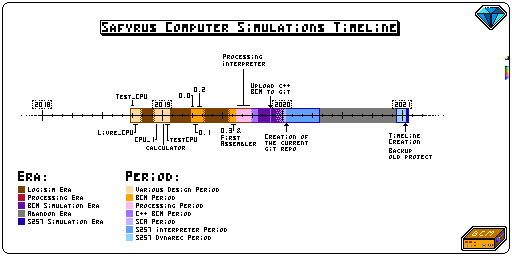 Safyrus Computer Simulations Timeline
Processing
interpreter
Test_CPU
0.0
0.2
Upload C++
BCM to git
2018
2019
2020
2021
Livre_CPU
CPU_1
Calculator
TestCPU
0.1
0.3 &
First
Assembler
Creation of
the current
git repo
Timeline
Creation
Backup
old project
Era:
Logisim Era
Processing Era
BCM Simulation Era
Abandon Era
S257 Simulation Era
Period:
Various Design Period
BCM Period
Processing Period
C++ BCM Period
SCA Period
S257 interpreter Period
S257 Dynarec Period
BCM